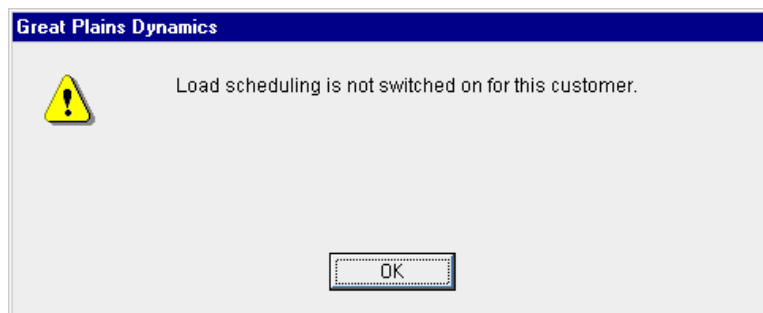 Great Plains Dynamics
Load scheduling is not switched on for this customer.
OK